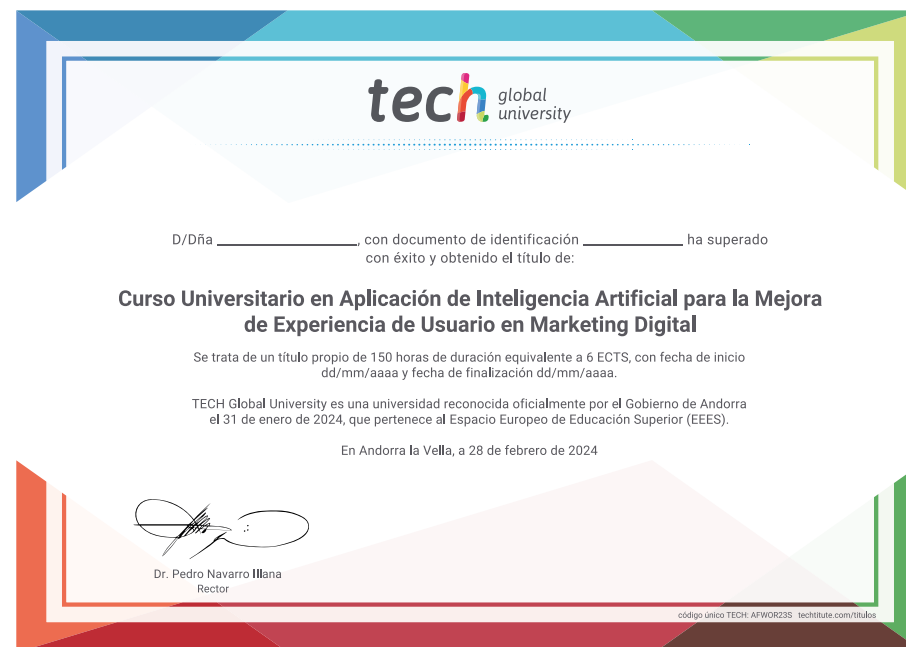 tech global university
D/Dña ____________________, con documento de identificación ______________ ha superado
con éxito y obtenido el título de:
Curso Universitario en Aplicación de Inteligencia Artificial para la Mejora
de Experiencia de Usuario en Marketing Digital
Se trata de un título propio de 150 horas de duración equivalente a 6 ECTS, con fecha de inicio
dd/mm/aaaa y fecha de finalización dd/mm/aaaa.
TECH Global University es una universidad reconocida oficialmente por el Gobierno de Andorra
el 31 de enero de 2024, que pertenece al Espacio Europeo de Educación Superior (EEES).
En Andorra la Vella, a 28 de febrero de 2024
Dr. Pedro Navarro Illana
Rector
código único TECH: AFWOR23S techtitute.com/titulos